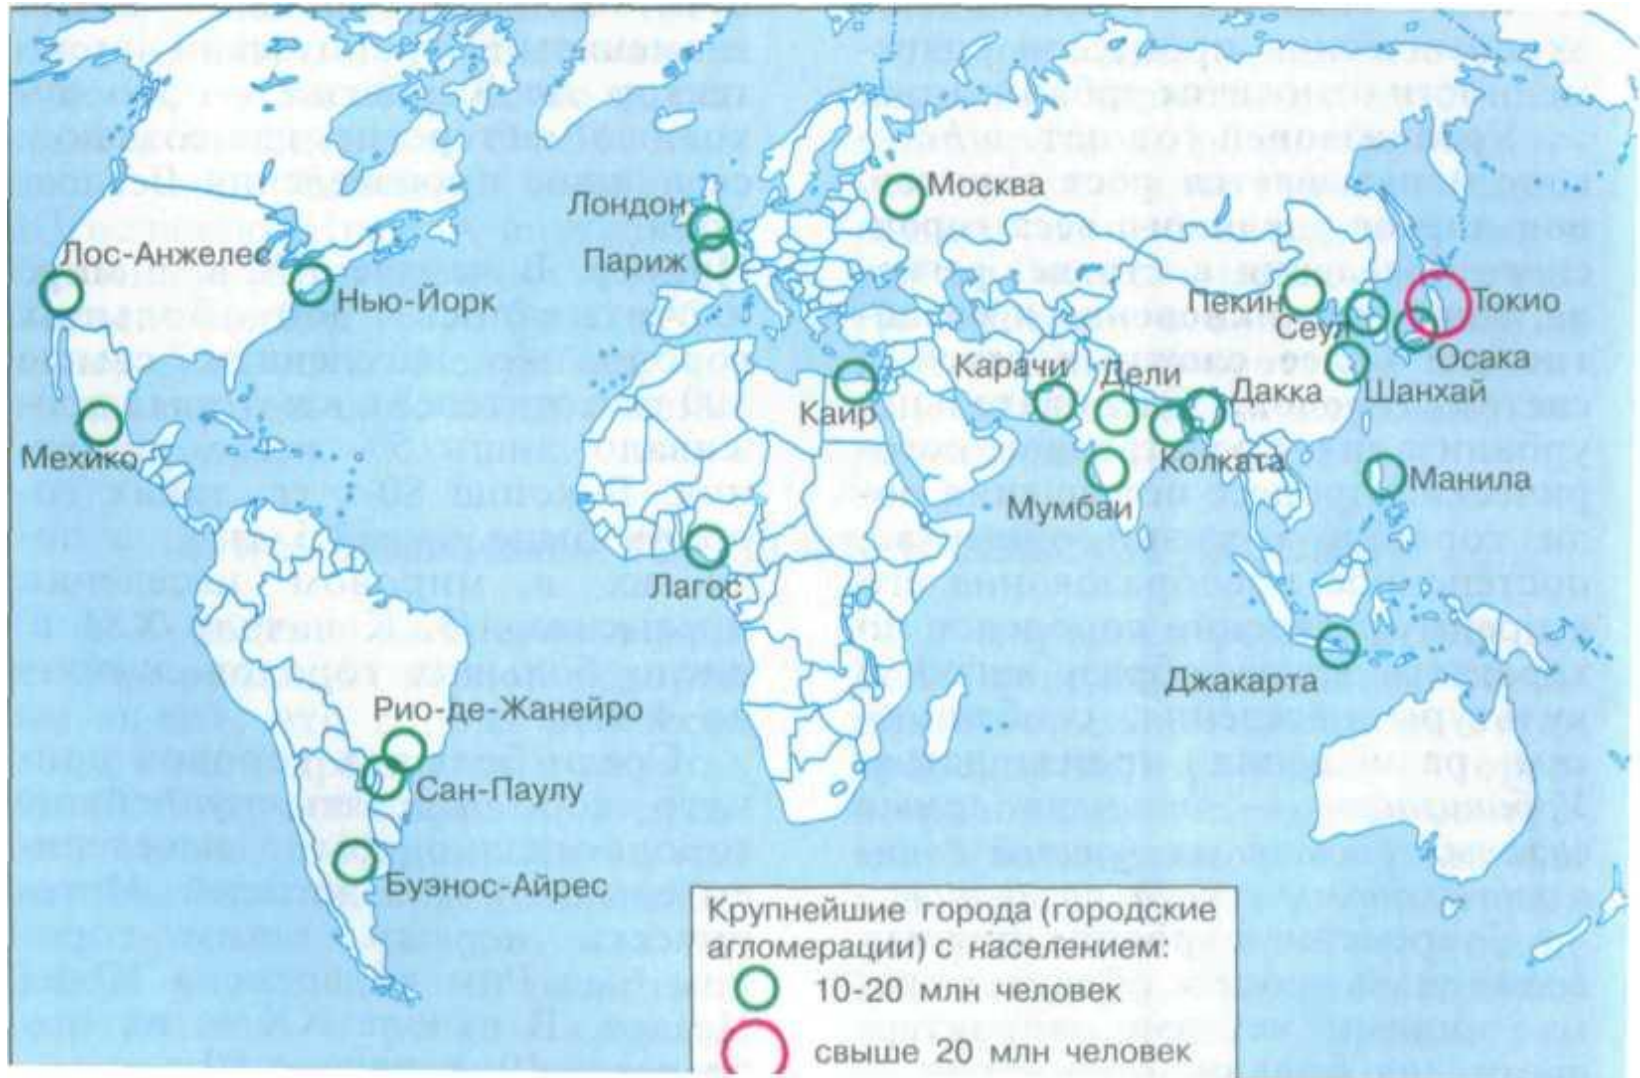 Москва
Лондон
Лос-Анжелес
Париж
Нью-Йорк
Пекин
Токио
Сеул
Осака
Карачи
Дели
Дакка
Шанхай
Каир
Мехико
Колката
Манила
Мумбаи
Лагос
Джакарта
Рио-де-Жанейро
Сан-Паулу
Буэнос-Айрес
Крупнейшие города (городские
агломерации) с населением:
10-20 млн человек
свыше 20 млн человек